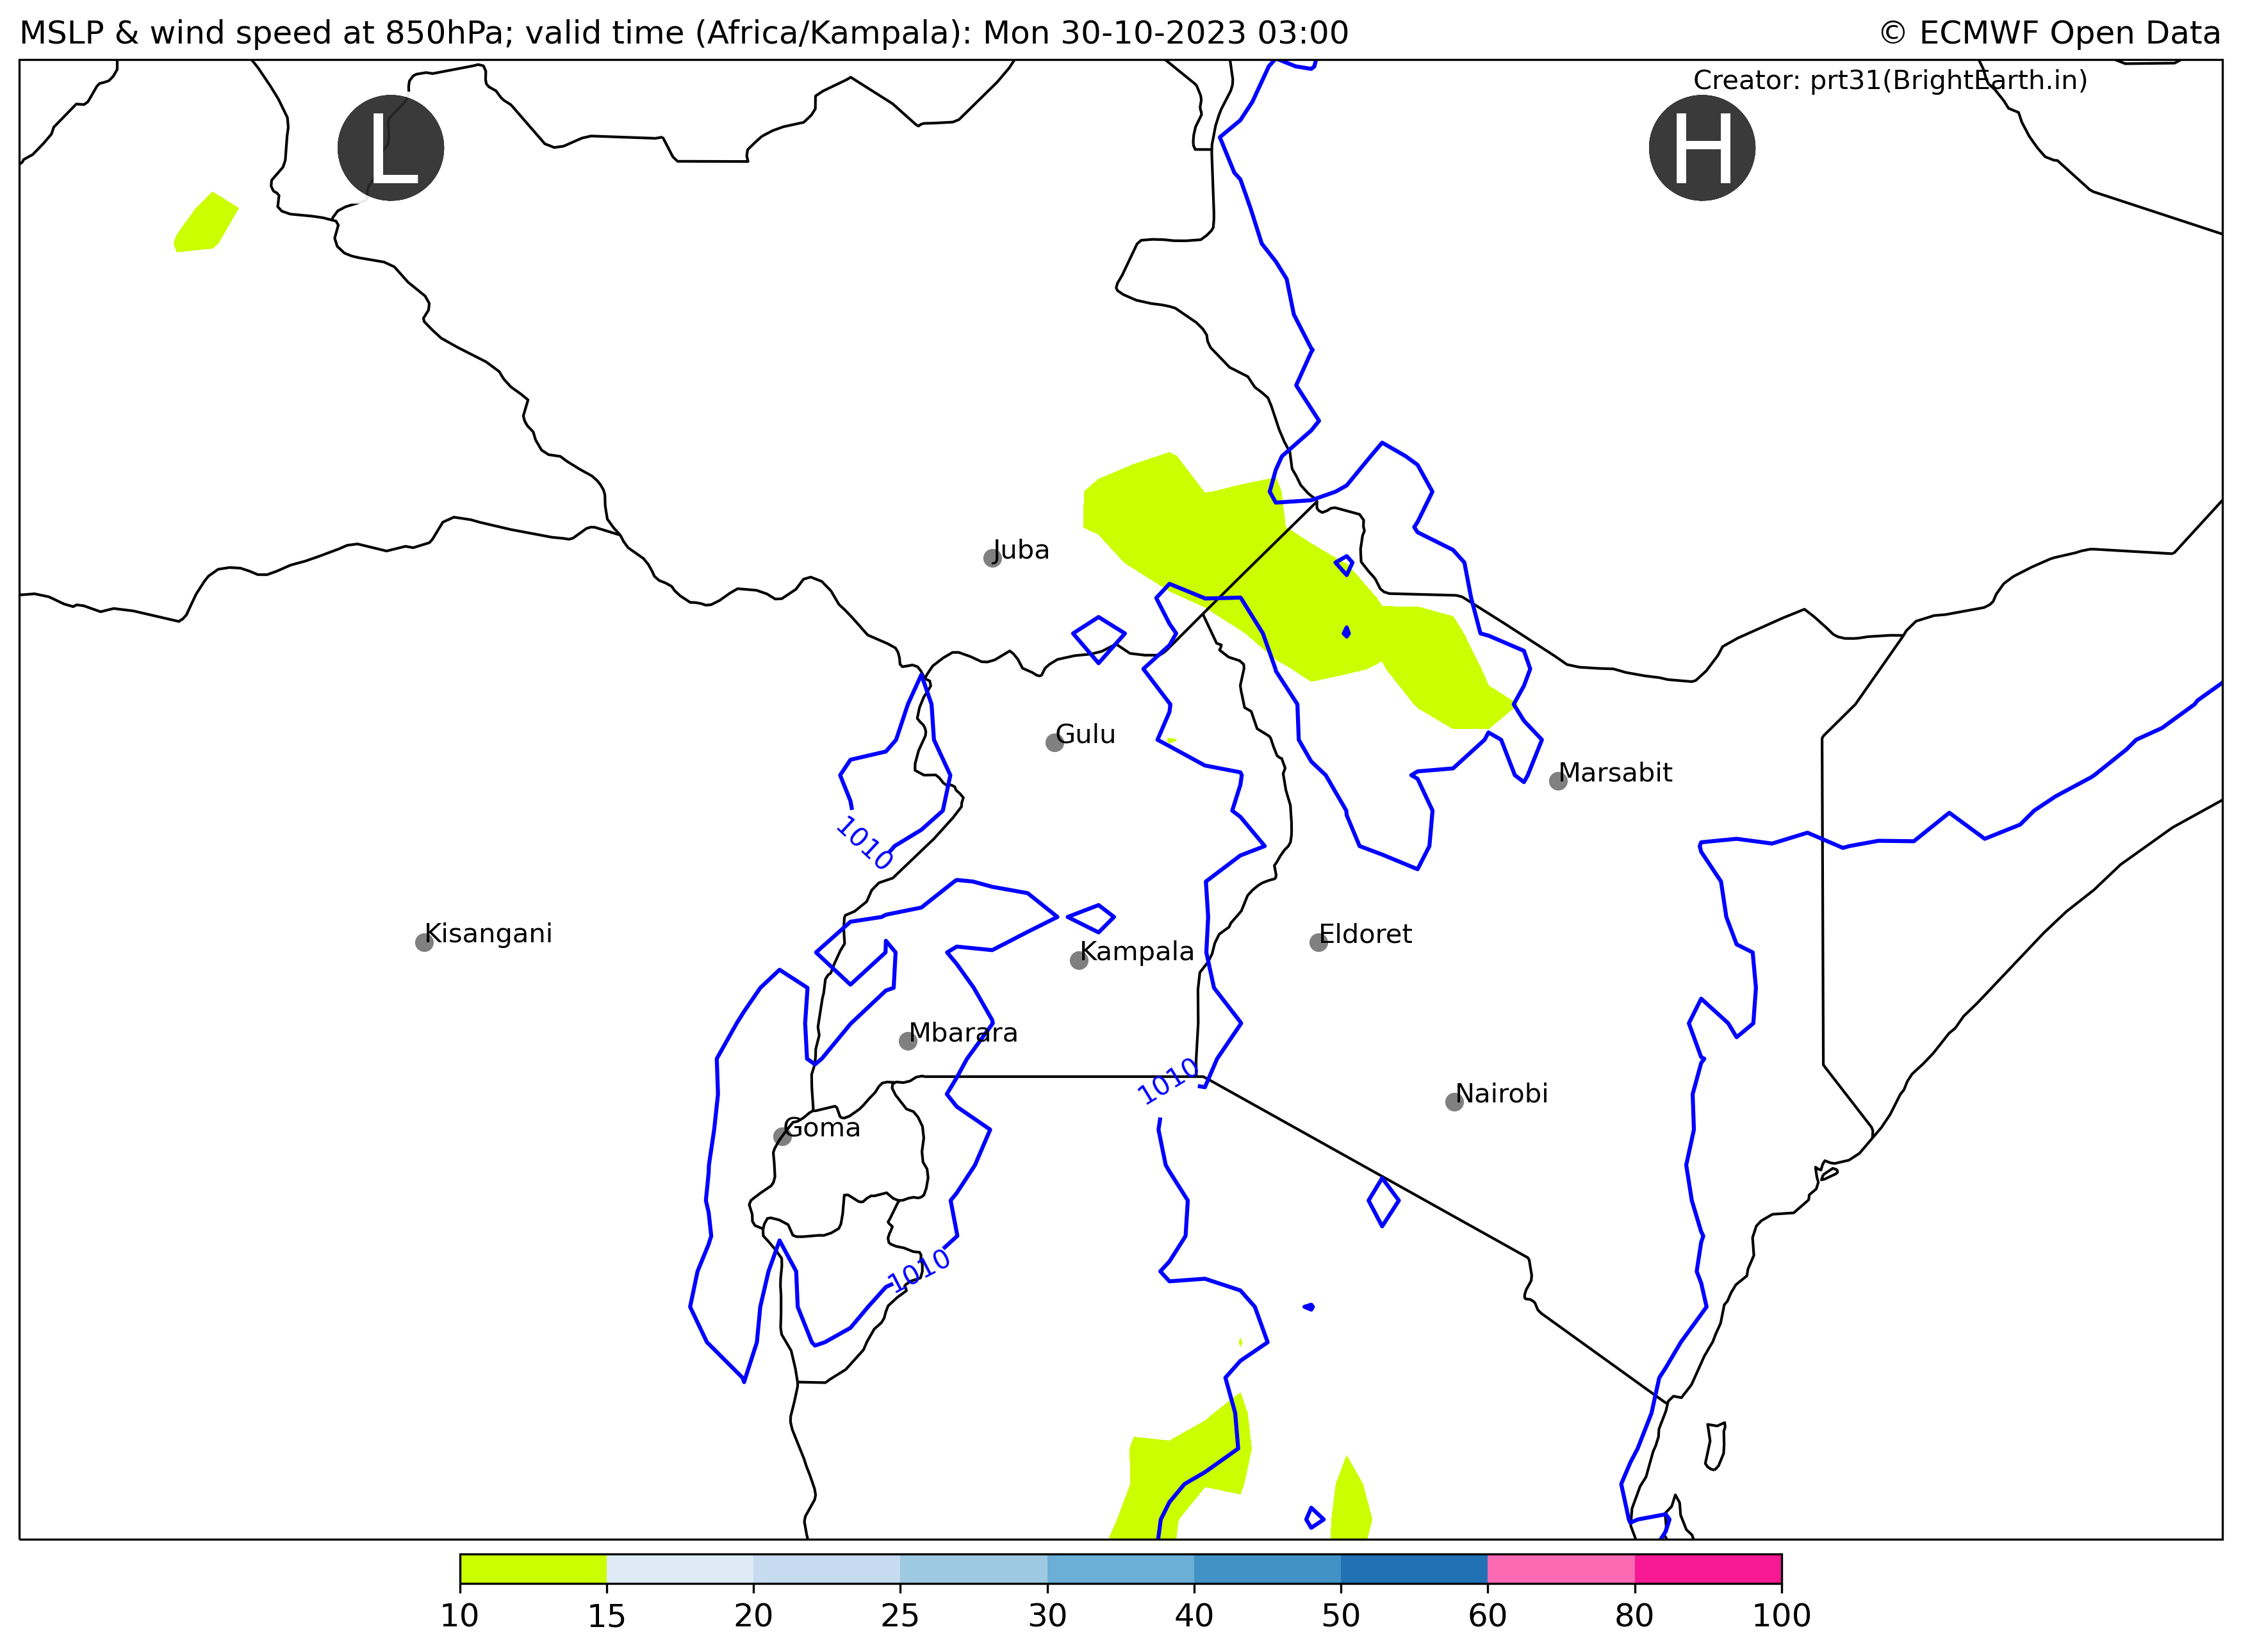 MSLP & wind speed at 850hPa; valid time (Africa/Kampala): Mon 30-10-2023 03:00
© ECMWF Open Data
Creator: prt31(BrightEarth.in)
L
H
Juba
Gulu
Marsabit
1010
Kisangani
Eldoret
Kampala
Mbarara
1010
Nairobi
Goma
1010
10 15 20 25 30 40 50 60 80 100